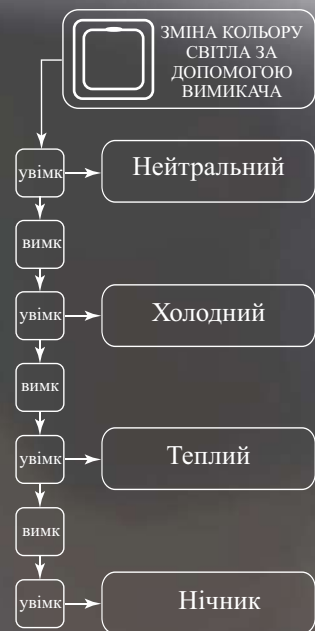 ЗМІНА КОЛЬОРУ
СВІТЛА ЗА
ДОПОМОГОЮ
ВИМИКАЧА
увімк
Нейтральний
вимк
увімк
Холодний
вимк
увімк
Теплий
вимк
увімк
Нічник